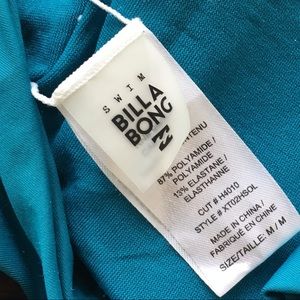 SWIM
BILLA
BONG
TENU
87% POLYAMIDE /
POLYAMIDE
13% ELASTANE /
ELASTHANNE
CUT # H4010
STYLE # XT02HSOL
MADE IN CHINA /
FABRIQUÉ EN CHINE
SIZE/TAILLE: M / M